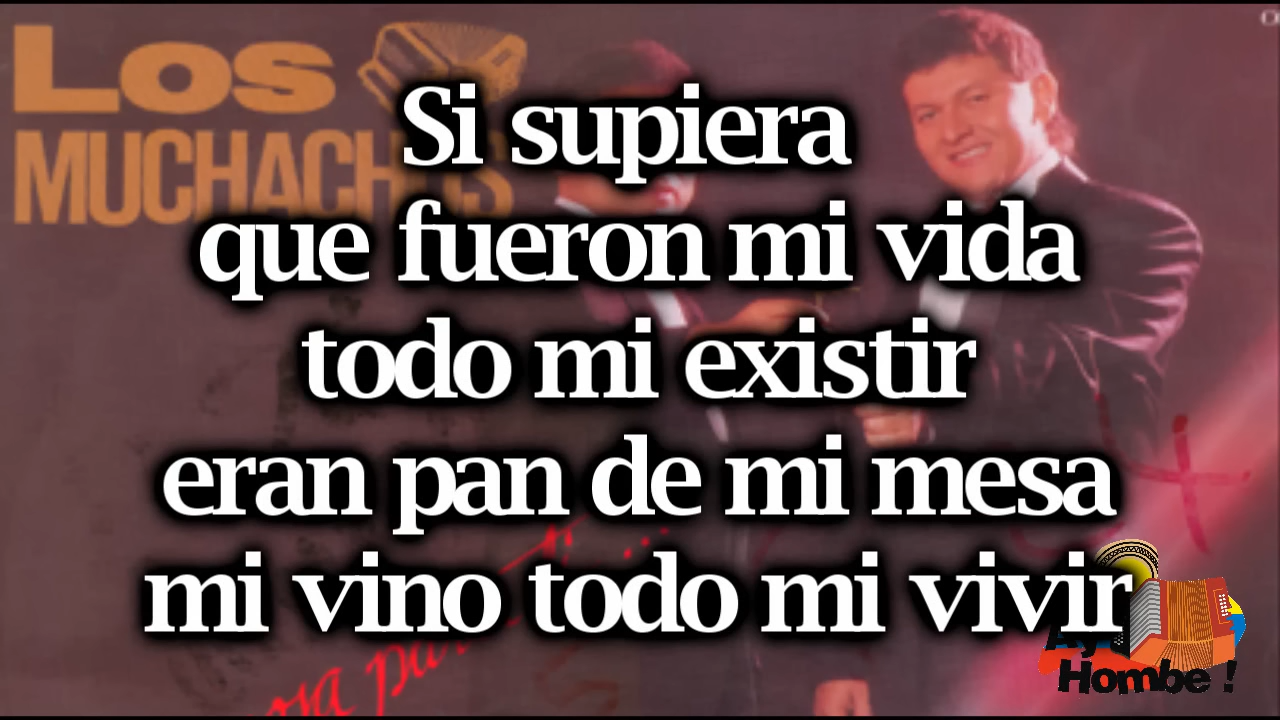 Los
MUCHACHOS
Si supiera
que fueron mi vida
todo mi existir
eran pan de mi mesa
mi vino todo mi vivir
Hombe !